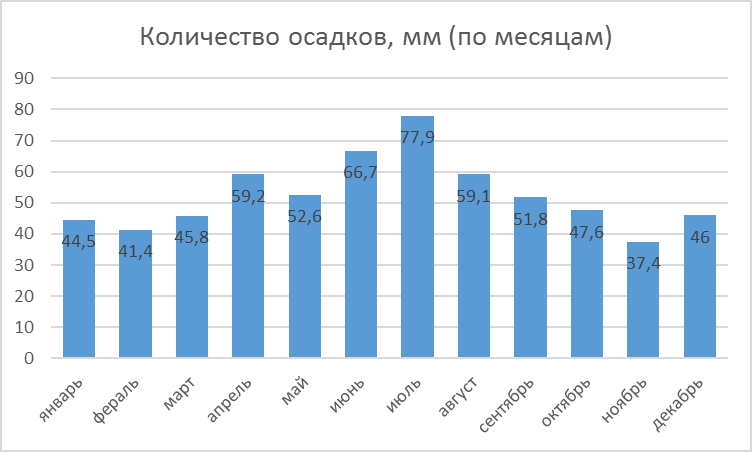 Количество осадков, мм (по месяцам)
90
80
70
60
50
40
30
20
10
0
44,5
41,4
45,8
59,2
52,6
66,7
77,9
59,1
51,8
47,6
37,4
46
январь
фераль
март
апрель
май
июнь
июль
август
сентябрь
октябрь
ноябрь
декабрь